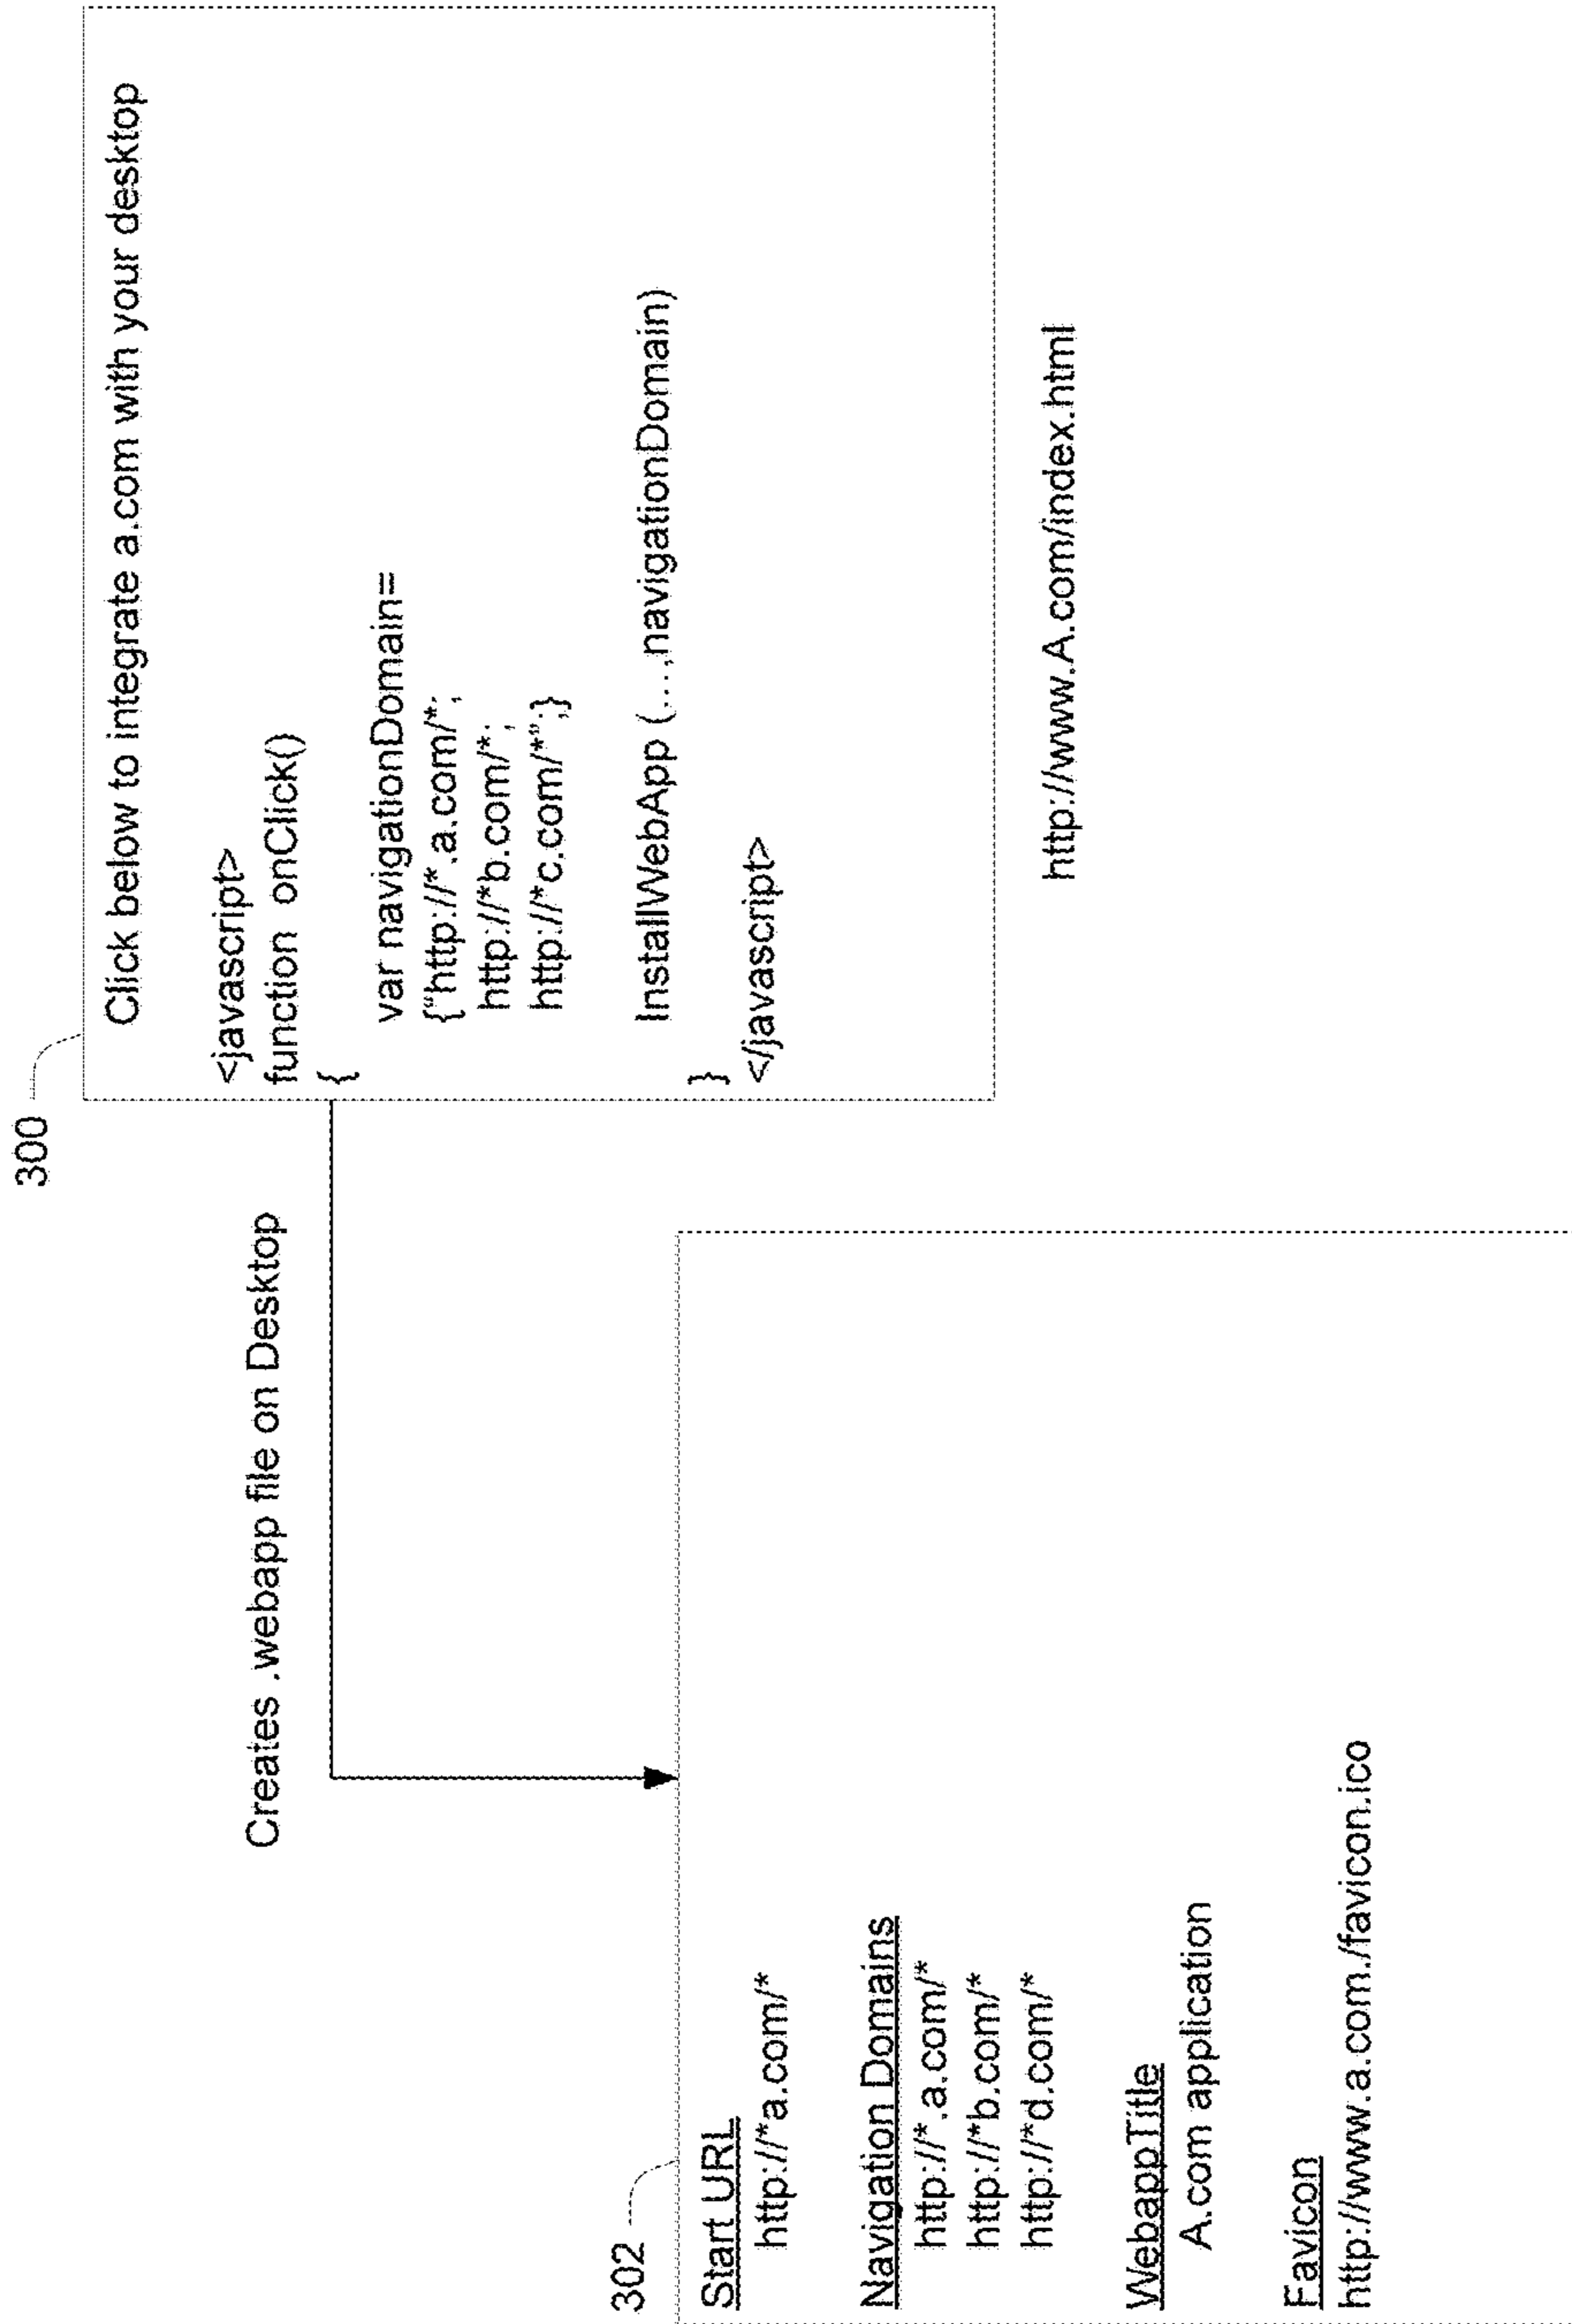 300
Click below to integrate a.com with your desktop
<javascript>
function onClick()
{
var navigationDomain=
{“http://*.a.com/*;
http://*b.com/*;
http://*c.com/*”;}
InstallWebApp (…,navigationDomain)
}
</javascript>
http://www.A.com/index.html
Creates .webapp file on Desktop
302
Start URL
http://*a.com/*
Navigation Domains
http://*.a.com/*
http://*b.com/*
http://*d.com/*
WebappTitle
A.com application
Favicon
http://www.a.com./favicon.ico